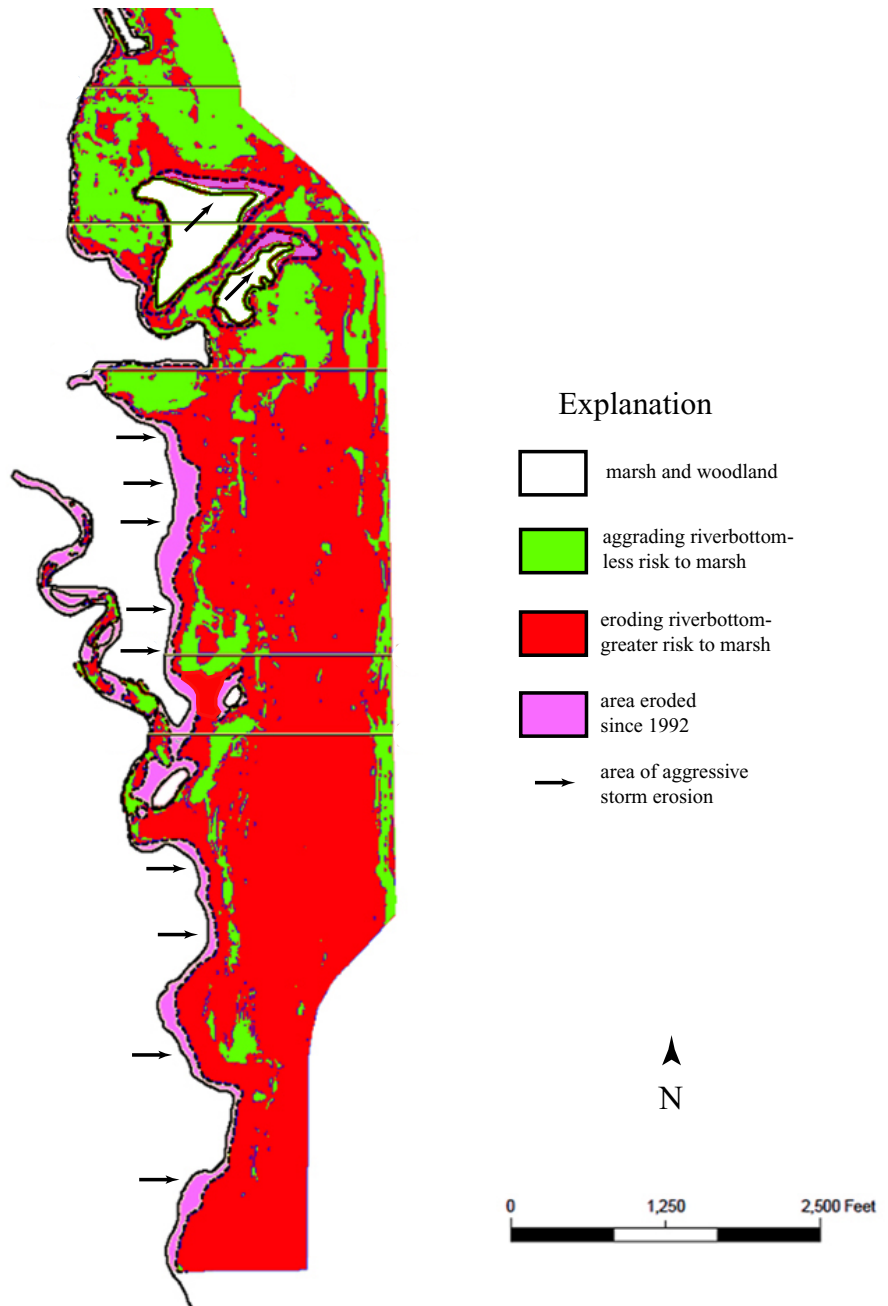 Explanation
marsh and woodland
aggrading riverbottom-
less risk to marsh
eroding riverbottom-
greater risk to marsh
area eroded
since 1992
area of aggressive
storm erosion
N
0 1,250 2,500 Feet